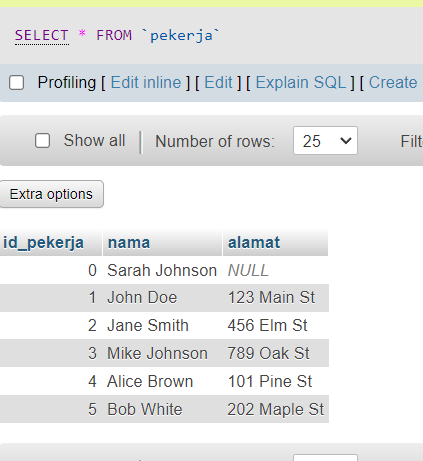 SELECT * FROM `pekerja`
Profiling [ Edit inline ] [ Edit ] [ Explain SQL ] [ Create
Show all Number of rows: 25 Filt
Extra options
id_pekerja nama alamat
0 Sarah Johnson NULL
1 John Doe 123 Main St
2 Jane Smith 456 Elm St
3 Mike Johnson 789 Oak St
4 Alice Brown 101 Pine St
5 Bob White 202 Maple St